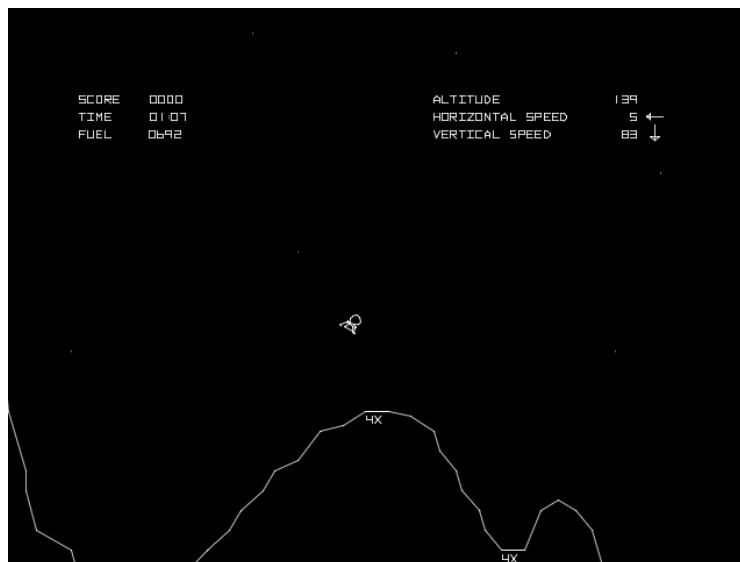 SCORE 0000
TIME 01:07
FUEL 0692
ALTITUDE 139
HORIZONTAL SPEED 5 ←
VERTICAL SPEED 83 ↓
4X
4X